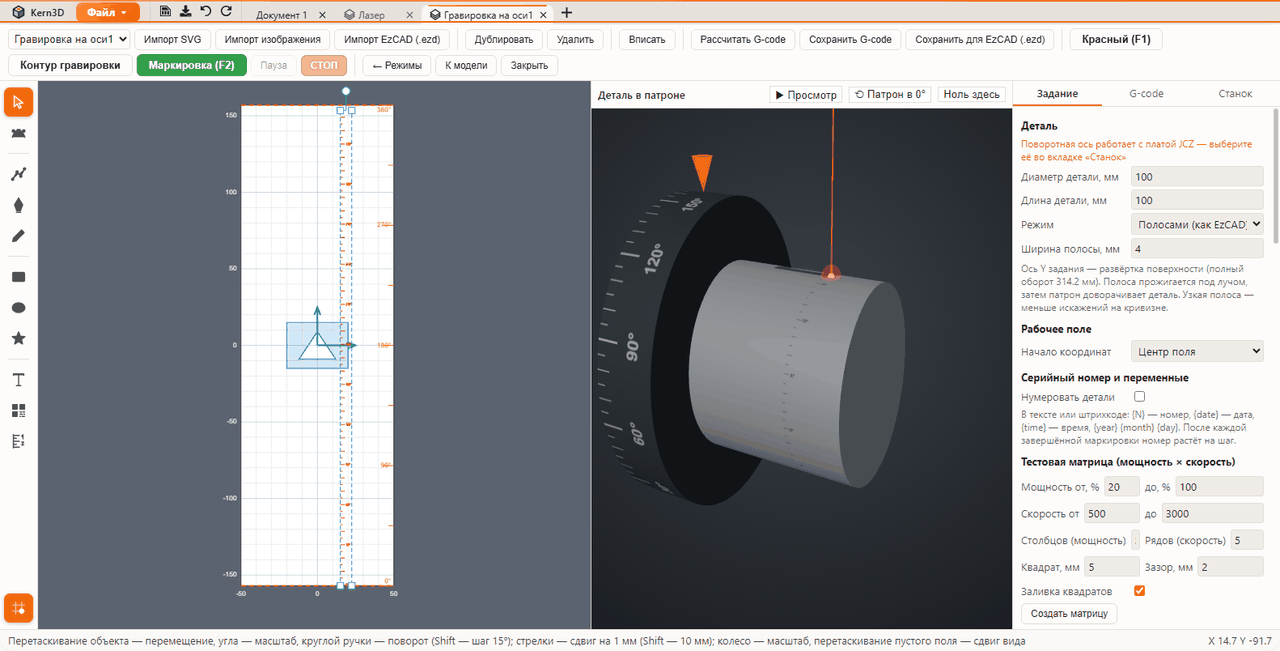 Kern3D Файл Документ 1 × Лазер × Гравировка на оси1 × +
Гравировка на оси1 Импорт SVG Импорт изображения Импорт EzCAD (.ezd) Дублировать Удалить Вписать Рассчитать G-code Сохранить G-code Сохранить для EzCAD (.ezd) Красный (F1)
Контур гравировки Маркировка (F2) Пауза СТОП ← Режимы К модели Закрыть
Деталь в патроне ▶ Просмотр ⟲ Патрон в 0° Ноль здесь
Задание G-code Станок
150
100
50
0
-50
-100
-150
-50 0 50
360°
270°
180°
90°
0°
150°
120°
90°
60°
Деталь
Поворотная ось работает с платой JCZ — выберите
её во вкладке «Станок»
Диаметр детали, мм 100
Длина детали, мм 100
Режим Полосами (как EzCAD)
Ширина полосы, мм 4
Ось Y задания — развёртка поверхности (полный
оборот 314.2 мм). Полоса прожигается под лучом,
затем патрон доворачивает деталь. Узкая полоса —
меньше искажений на кривизне.
Рабочее поле
Начало координат Центр поля
Серийный номер и переменные
Нумеровать детали
В тексте или штрихкоде: {N} — номер, {date} — дата,
{time} — время, {year} {month} {day}. После каждой
завершённой маркировки номер растёт на шаг.
Тестовая матрица (мощность × скорость)
Мощность от, % 20 до, % 100
Скорость от 500 до 3000
Столбцов (мощность) Рядов (скорость) 5
Квадрат, мм 5 Зазор, мм 2
Заливка квадратов
Создать матрицу
Перетаскивание объекта — перемещение, угла — масштаб, круглой ручки — поворот (Shift — шаг 15°); стрелки — сдвиг на 1 мм (Shift — 10 мм); колесо — масштаб, перетаскивание пустого поля — сдвиг вида X 14.7 Y -91.7